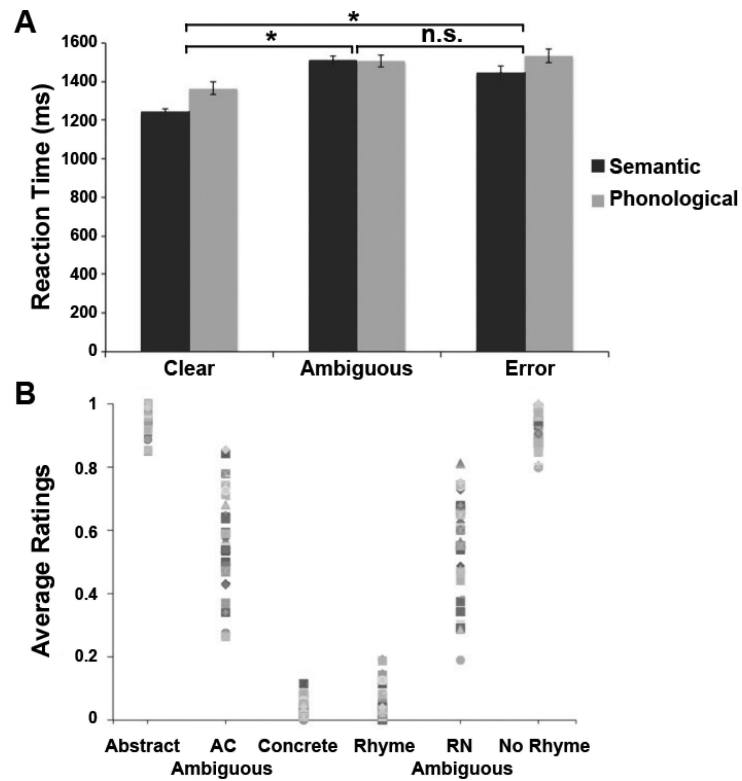 A
*
* n.s.
1600
1400
1200
1000
800
600
400
200
0
Reaction Time (ms)
Clear Ambiguous Error
Semantic
Phonological
B
1
0.8
0.6
0.4
0.2
0
Average Ratings
Abstract AC Concrete Rhyme RN No Rhyme
Ambiguous Ambiguous